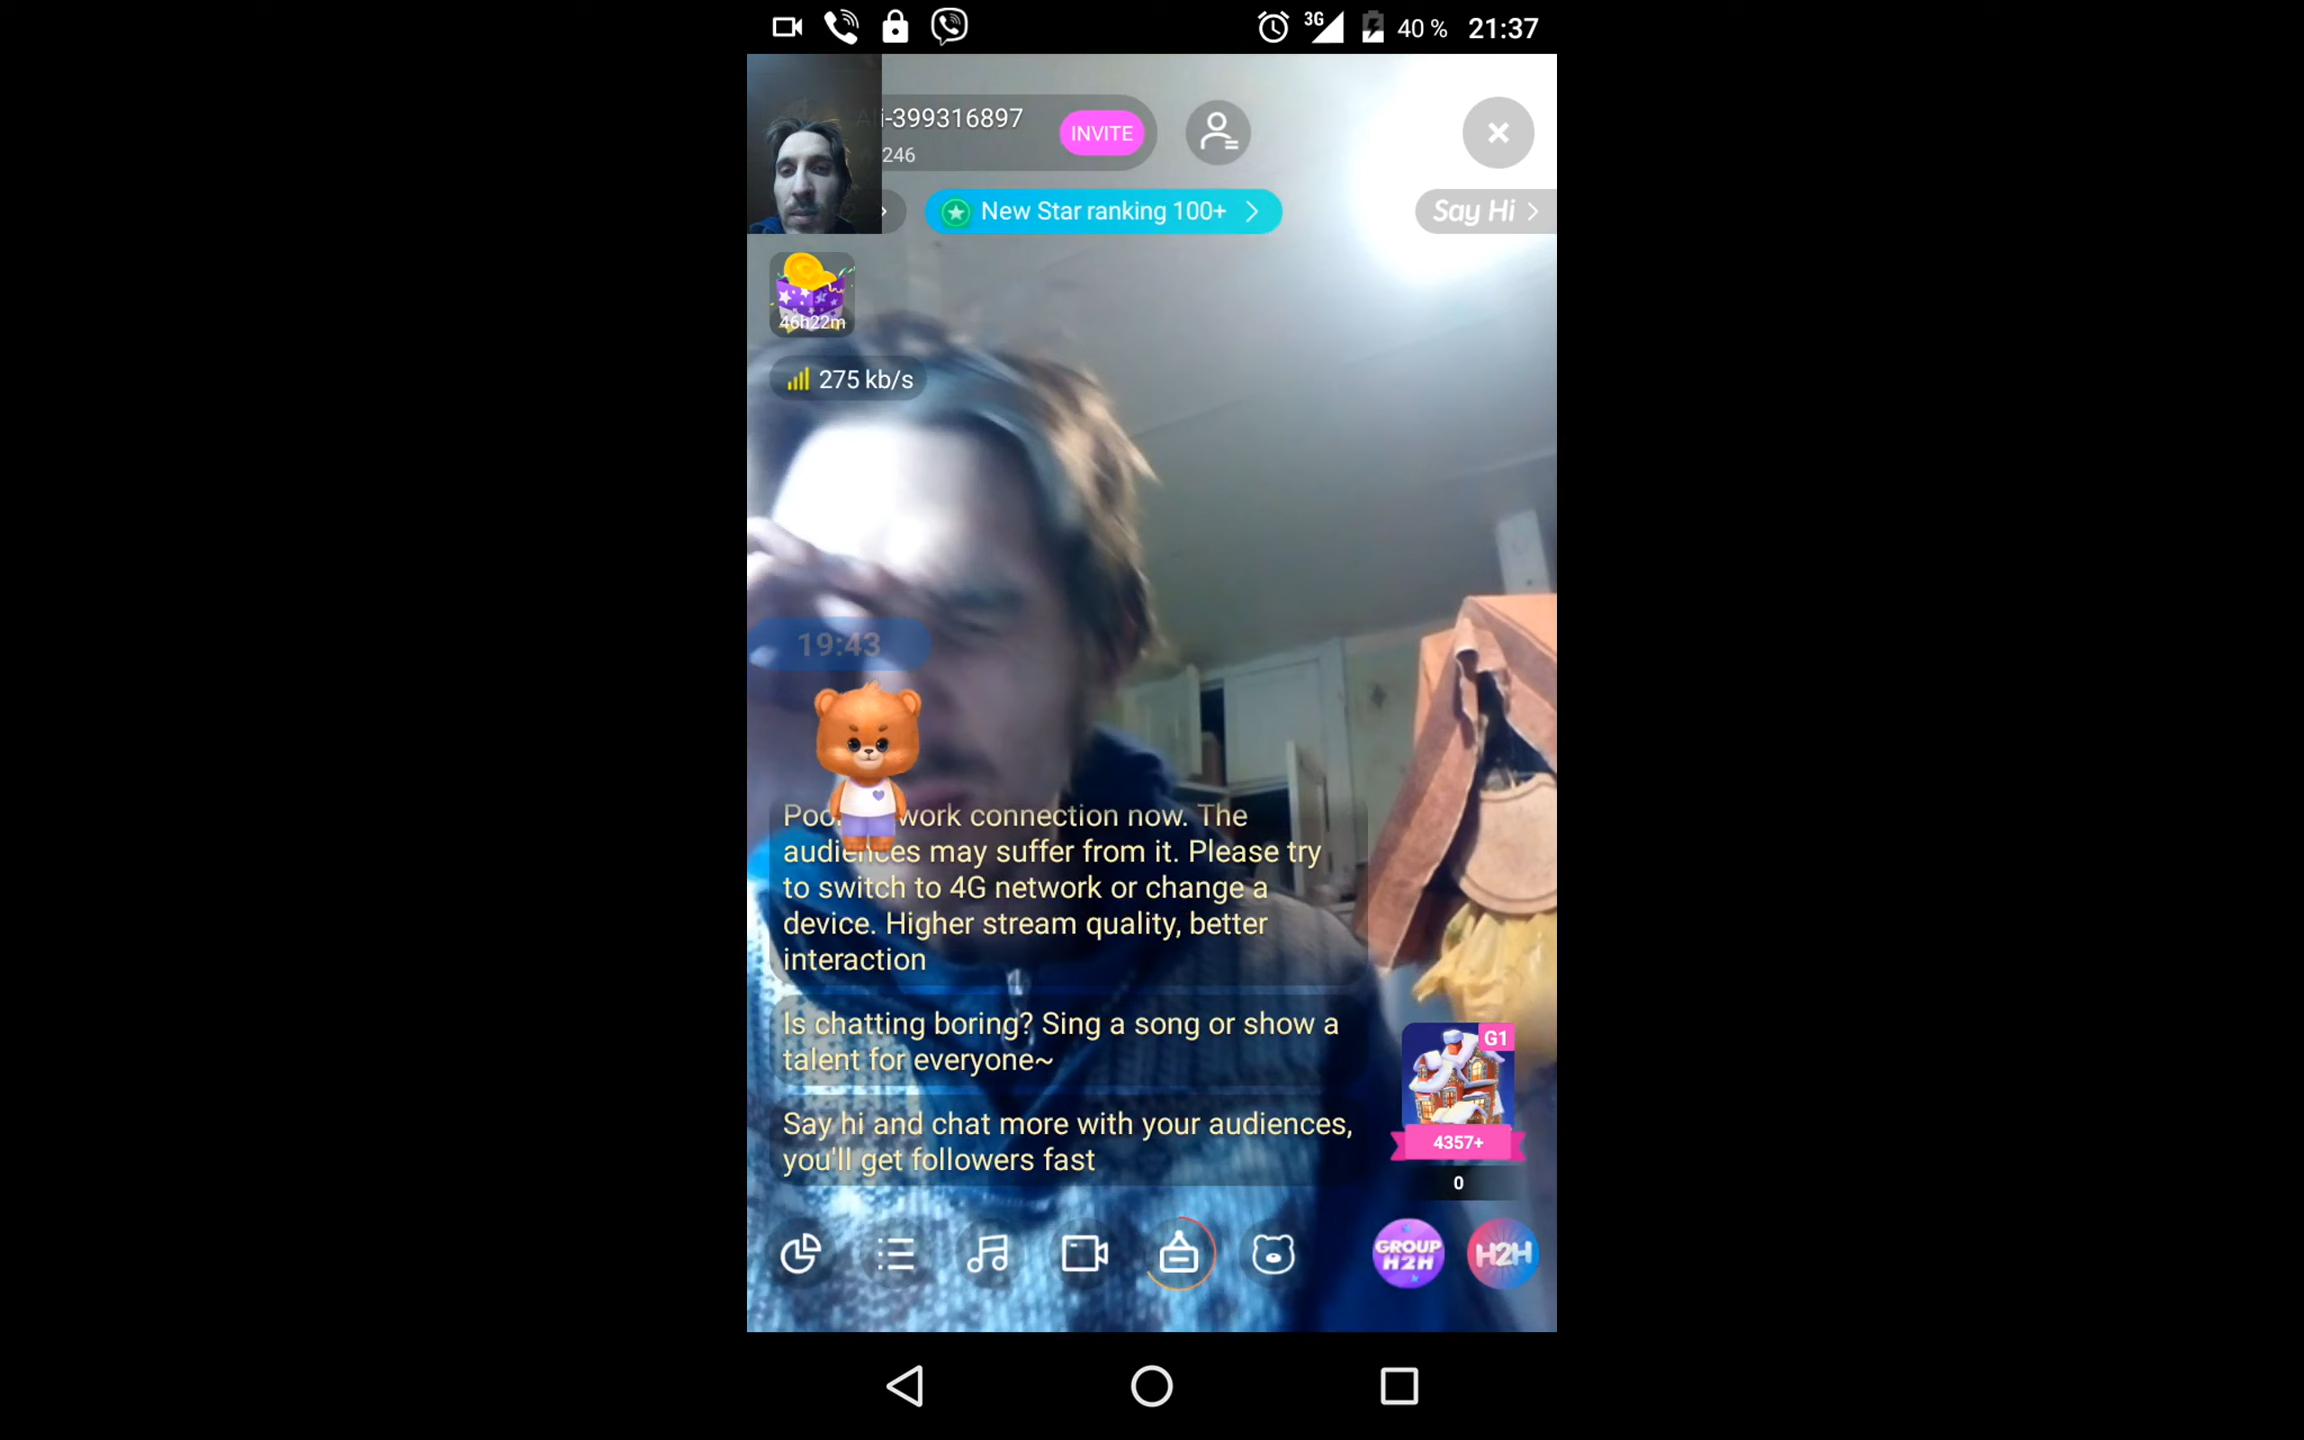 3G 40 % 21:37
Ali-399316897
INVITE
246
New Star ranking 100+
Say Hi
46h22m
275 kb/s
19:43
work connection now. The
audiences may suffer from it. Please try
to switch to 4G network or change a
device. Higher stream quality, better
interaction
Is chatting boring? Sing a song or show a
talent for everyone~
Say hi and chat more with your audiences,
you'll get followers fast
G1
4357+
0
GROUP
H2H
H2H